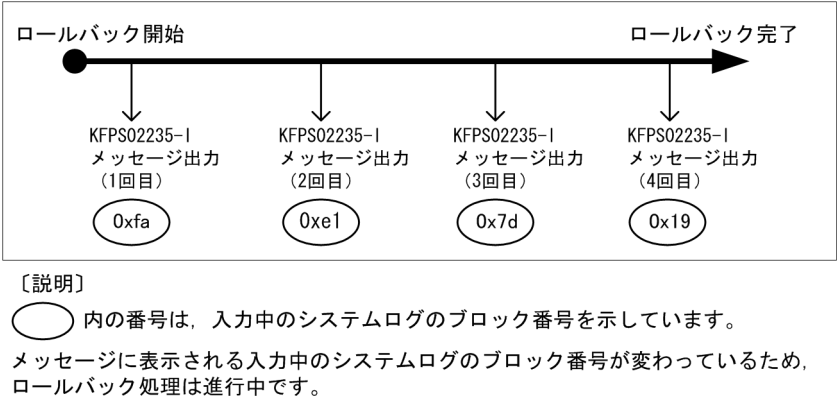 ロールバック開始 ロールバック完了
KFPS02235-I KFPS02235-I KFPS02235-I KFPS02235-I
メッセージ出力 メッセージ出力 メッセージ出力 メッセージ出力
(1回目) (2回目) (3回目) (4回目)
0xfa 0xe1 0x7d 0x19
〔説明〕
内の番号は，入力中のシステムログのブロック番号を示しています。
メッセージに表示される入力中のシステムログのブロック番号が変わっているため，
ロールバック処理は進行中です。